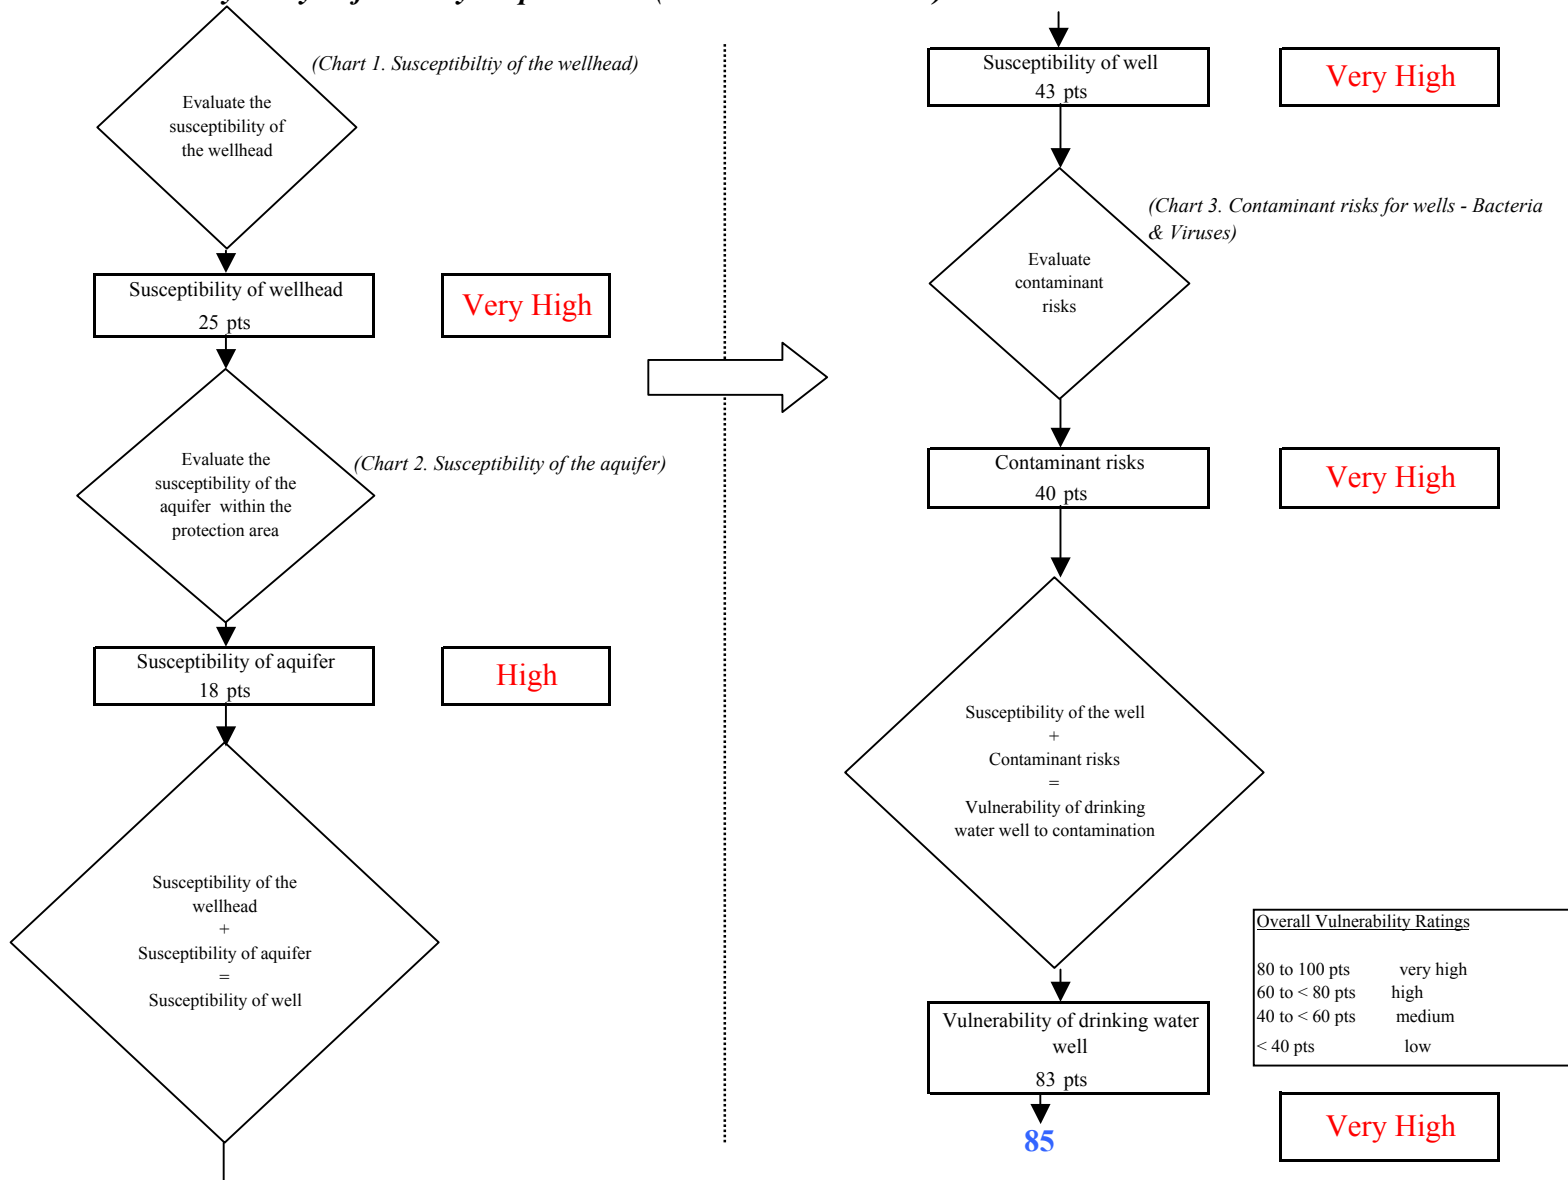 (Chart 1. Susceptibiltiy of the wellhead)
Evaluate the
susceptibility of
the wellhead
Susceptibility of wellhead
25 pts
Very High
Evaluate the
susceptibility of the
aquifer within the
protection area
(Chart 2. Susceptibility of the aquifer)
Susceptibility of aquifer
18 pts
High
Susceptibility of the
wellhead
+
Susceptibility of aquifer
=
Susceptibility of well
Susceptibility of well
43 pts
Very High
(Chart 3. Contaminant risks for wells - Bacteria
& Viruses)
Evaluate
contaminant
risks
Contaminant risks
40 pts
Very High
Susceptibility of the well
+
Contaminant risks
=
Vulnerability of drinking
water well to contamination
Vulnerability of drinking water
well
83 pts
85
Overall Vulnerability Ratings
80 to 100 pts very high
60 to < 80 pts high
40 to < 60 pts medium
< 40 pts low
Very High